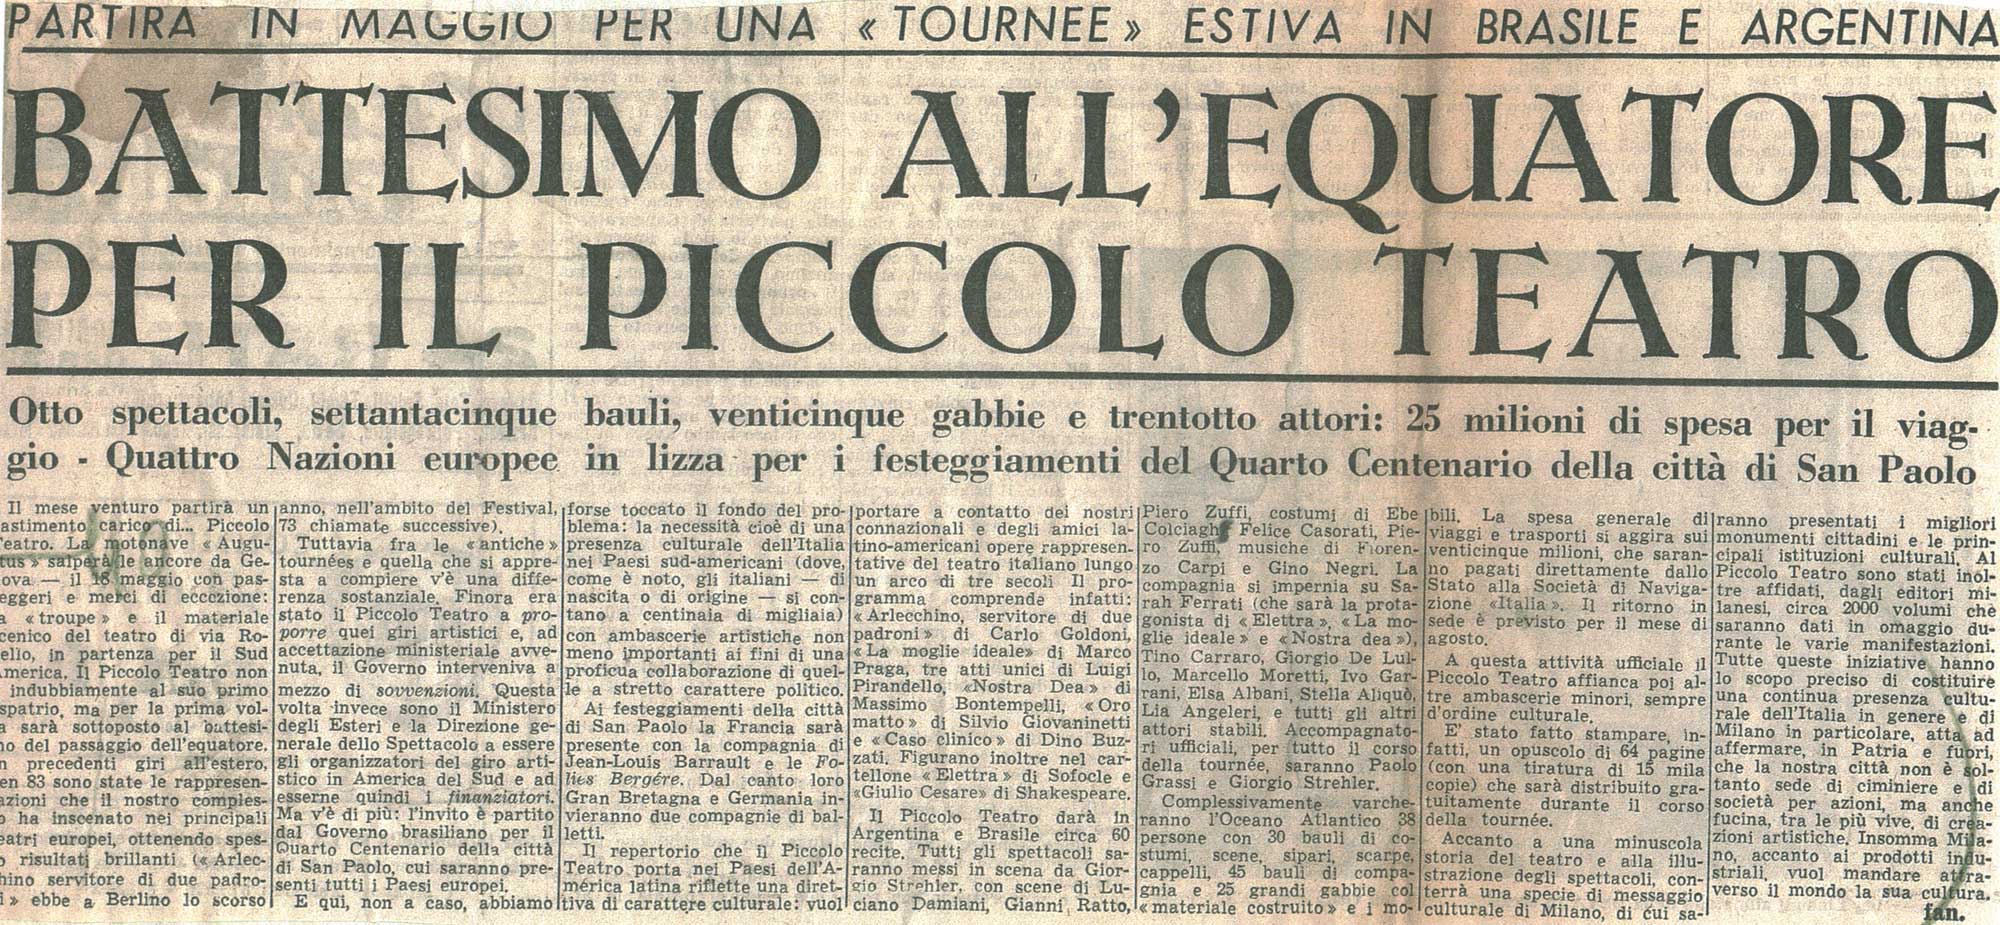 PARTIRÀ IN MAGGIO PER UNA « TOURNEE » ESTIVA IN BRASILE E ARGENTINA
BATTESIMO ALL'EQUATORE
PER IL PICCOLO TEATRO
Otto spettacoli, settantacinque bauli, venticinque gabbie e trentotto attori: 25 milioni di spesa per il viag-
gio - Quattro Nazioni europee in lizza per i festeggiamenti del Quarto Centenario della città di San Paolo
Il mese venturo partirà un
astimento carico di... Piccolo
eatro. La motonave « Augu-
tus » salperà le ancore da Ge-
ova — il 18 maggio con pas-
eggeri e merci di eccezione:
a « troupe » e il materiale
cenico del teatro di via Ro-
ello, in partenza per il Sud
merica. Il Piccolo Teatro non
indubbiamente al suo primo
spatrio, ma per la prima vol-
a sarà sottoposto al battesi-
o del passaggio dell'equatore.
n precedenti giri all'estero,
en 83 sono state le rappresen-
azioni che il nostro comples-
o ha inscenato nei principali
eatri europei, ottenendo spes-
o risultati brillanti (« Arlec-
hino servitore di due padro-
i » ebbe a Berlino lo scorso
anno, nell'ambito del Festival,
73 chiamate successive).
Tuttavia fra le « antiche »
tournées e quella che si appre-
sta a compiere v'è una diffe-
renza sostanziale. Finora era
stato il Piccolo Teatro a pro-
porre quei giri artistici e, ad
accettazione ministeriale avve-
nuta, il Governo interveniva a
mezzo di sovvenzioni. Questa
volta invece sono il Ministero
degli Esteri e la Direzione ge-
nerale dello Spettacolo a essere
gli organizzatori del giro arti-
stico in America del Sud e ad
esserne quindi i finanziatori.
Ma v'è di più: l'invito è partito
dal Governo brasiliano per il
Quarto Centenario della città
di San Paolo, cui saranno pre-
senti tutti i Paesi europei.
E qui, non a caso, abbiamo
forse toccato il fondo del pro-
blema: la necessità cioè di una
presenza culturale dell'Italia
nei Paesi sud-americani (dove,
come è noto, gli italiani — di
nascita o di origine — si con-
tano a centinaia di migliaia)
con ambascerie artistiche non
meno importanti ai fini di una
proficua collaborazione di quel-
le a stretto carattere politico.
Ai festeggiamenti della città
di San Paolo la Francia sarà
presente con la compagnia di
Jean-Louis Barrault e le Fo-
lies Bergére. Dal canto loro
Gran Bretagna e Germania in-
vieranno due compagnie di bal-
letti.
Il repertorio che il Piccolo
Teatro porta nei Paesi dell'A-
mérica latina riflette una diret-
tiva di carattere culturale: vuol
portare a contatto dei nostri
connazionali e degli amici la-
tino-americani opere rappresen-
tative del teatro italiano lungo
un arco di tre secoli Il pro-
gramma comprende infatti:
« Arlecchino, servitore di due
padroni » di Carlo Goldoni,
« La moglie ideale » di Marco
Praga, tre atti unici di Luigi
Pirandello, «Nostra Dea» di
Massimo Bontempelli, «Oro
matto» di Silvio Giovaninetti
e « Caso clinico » di Dino Buz-
zati. Figurano inoltre nel car-
tellone « Elettra » di Sofocle e
«Giulio Cesare» di Shakespeare.
Il Piccolo Teatro darà in
Argentina e Brasile circa 60
recite. Tutti gli spettacoli sa-
ranno messi in scena da Gior-
gio Strehler, con scene di Lu-
ciano Damiani, Gianni, Ratto,
Piero Zuffi, costumi di Ebe
Colciaghi Felice Casorati, Pie-
ro Zuffi, musiche di Fioren-
zo Carpi e Gino Negri. La
compagnia si impernia su Sa-
rah Ferrati (che sarà la prota-
gonista di « Elettra », « La mo-
glie ideale » e « Nostra dea »),
Tino Carraro, Giorgio De Lul-
lo, Marcello Moretti, Ivo Gar-
rani, Elsa Albani, Stella Aliquò,
Lia Angeleri, e tutti gli altri
attori stabili. Accompagnato-
ri ufficiali, per tutto il corso
della tournée, saranno Paolo
Grassi e Giorgio Strehler.
Complessivamente varche-
ranno l'Oceano Atlantico 38
persone con 30 bauli di co-
stumi, scene, sipari, scarpe,
cappelli, 45 bauli di compa-
gnia e 25 grandi gabbie col
« materiale costruito » e i mo-
bili. La spesa generale di
viaggi e trasporti si aggira sui
venticinque milioni, che saran-
no pagati direttamente dallo
Stato alla Società di Naviga-
zione «Italia». Il ritorno in
sede è previsto per il mese di
agosto.
A questa attività ufficiale il
Piccolo Teatro affianca poi al-
tre ambascerie minori, sempre
d'ordine culturale.
E' stato fatto stampare, in-
fatti, un opuscolo di 64 pagine
(con una tiratura di 15 mila
copie) che sarà distribuito gra-
tuitamente durante il corso
della tournée.
Accanto a una minuscola
storia del teatro e alla illu-
strazione degli spettacoli, con-
terrà una specie di messaggio
culturale di Milano, di cui sa-
ranno presentati i migliori
monumenti cittadini e le prin-
cipali istituzioni culturali. Al
Piccolo Teatro sono stati inol-
tre affidati, dagli editori mi-
lanesi, circa 2000 volumi che
saranno dati in omaggio du-
rante le varie manifestazioni.
Tutte queste iniziative hanno
lo scopo preciso di costituire
una continua presenza cultu-
rale dell'Italia in genere e di
Milano in particolare, atta ad
affermare, in Patria e fuori,
che la nostra città non è sol-
tanto sede di ciminiere e di
società per azioni, ma anche
fucina, tra le più vive, di crea-
zioni artistiche. Insomma Mila-
no, accanto ai prodotti indu-
striali, vuol mandare attra-
verso il mondo la sua cultura.
fan.